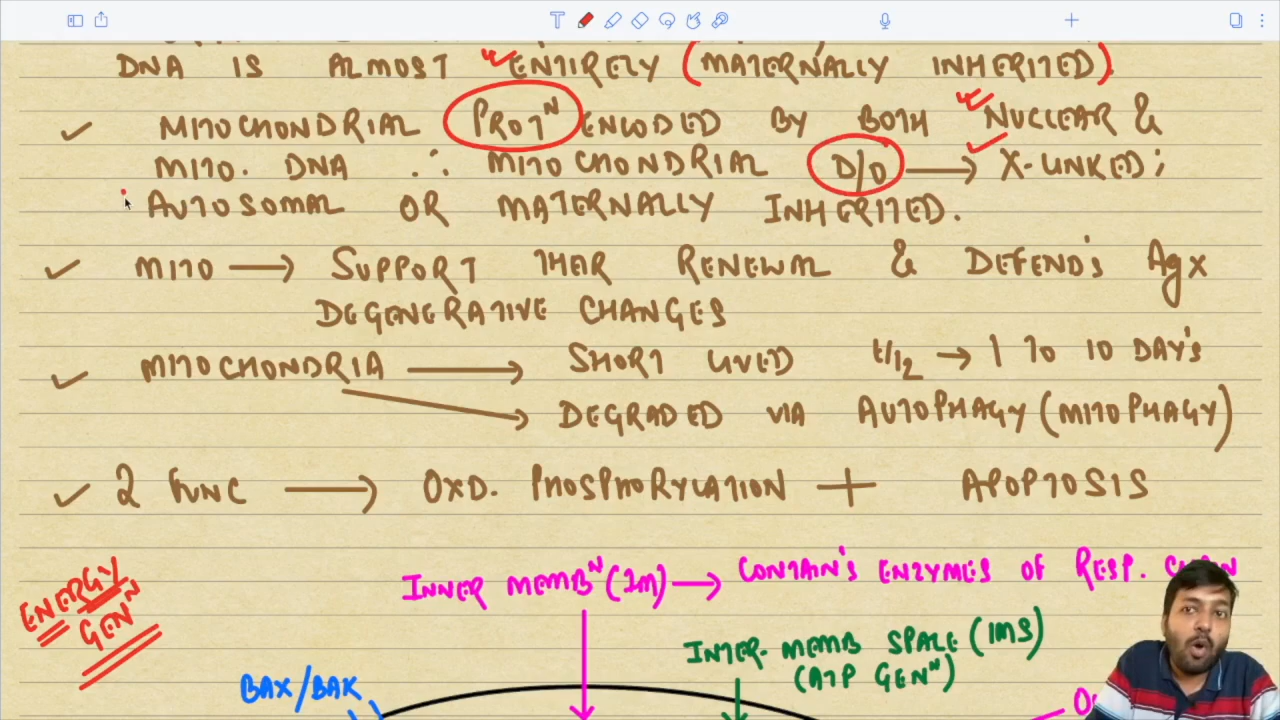 DNA IS ALMOST ENTIRELY (MATERNALLY INHERITED)
MITOCHONDRIAL PROTN ENCODED BY BOTH NUCLEAR &
MITO. DNA ∴ MITOCHONDRIAL D/O → X-LINKED;
AUTOSOMAL OR MATERNALLY INHERITED.
MITO → SUPPORT THEIR RENEWAL & DEFEND'S Agx
DEGENERATIVE CHANGES
MITOCHONDRIA → SHORT LIVED t1/2 → 1 TO 10 DAY'S
→ DEGRADED VIA AUTOPHAGY (MITOPHAGY)
2 FUNC → OXD. PHOSPHORYLATION + APOPTOSIS
ENERGY
GENN
INNER MEMBN (IM) → CONTAIN'S ENZYMES OF RESP.
INTER-MEMB SPACE (IMS)
(ATP GENN)
BAX/BAK